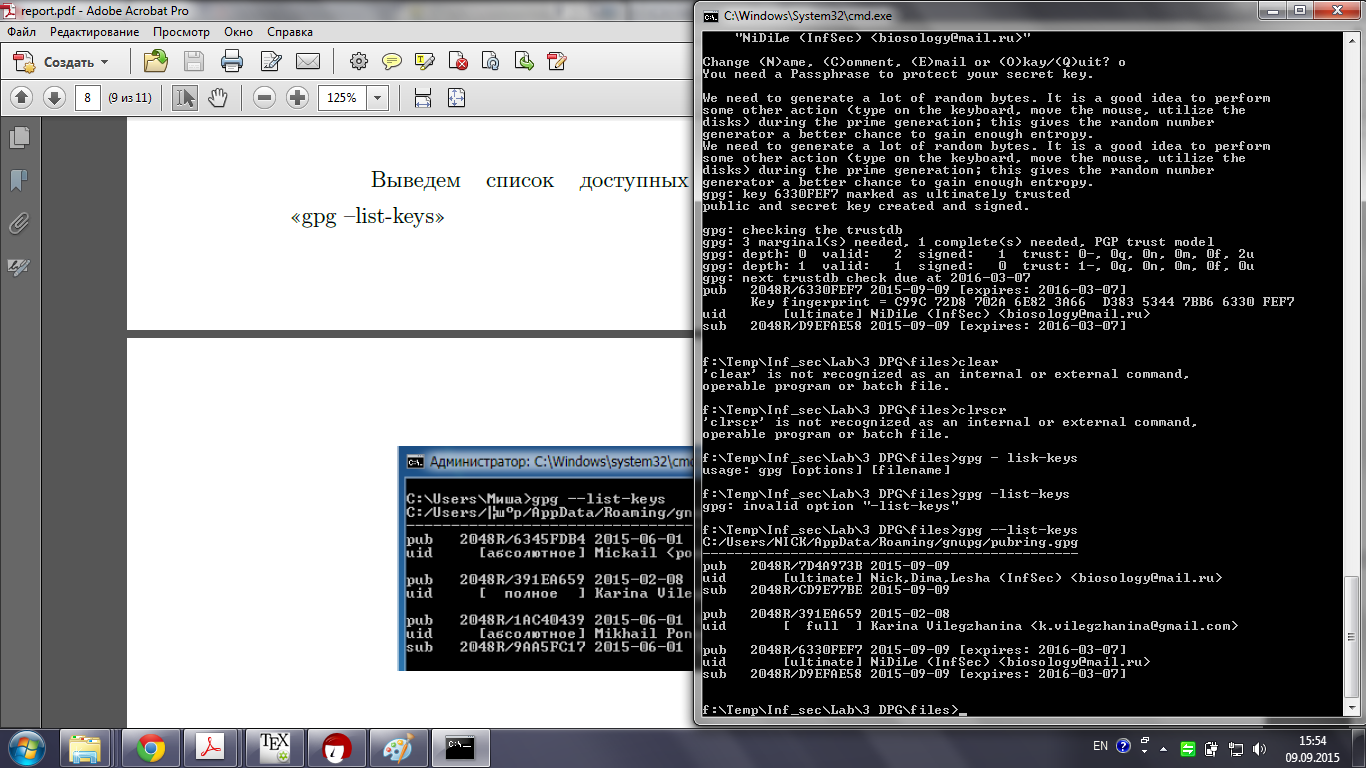 report.pdf - Adobe Acrobat Pro
Файл Редактирование Просмотр Окно Справка
Создать
8 (9 из 11) 125%
Выведем список доступных
«gpg –list-keys»
Администратор: C:\Windows\system32\cmd
C:\Users\Миша>gpg --list-keys
pub 2048R/6345FDB4 2015-06-01
uid [абсолютное] Mickail <po
pub 2048R/391EA659 2015-02-08
uid [ полное ] Karina Vile
pub 2048R/1AC40439 2015-06-01
uid [абсолютное] Mikhail Pon
sub 2048R/9AA5FC17 2015-06-01
C:\Windows\System32\cmd.exe
"NiDiLe (InfSec) <biosology@mail.ru>"
Change (N)ame, (C)omment, (E)mail or (O)kay/(Q)uit? o
You need a Passphrase to protect your secret key.
We need to generate a lot of random bytes. It is a good idea to perform
some other action (type on the keyboard, move the mouse, utilize the
disks) during the prime generation; this gives the random number
generator a better chance to gain enough entropy.
We need to generate a lot of random bytes. It is a good idea to perform
some other action (type on the keyboard, move the mouse, utilize the
disks) during the prime generation; this gives the random number
generator a better chance to gain enough entropy.
gpg: key 6330FEF7 marked as ultimately trusted
public and secret key created and signed.
gpg: checking the trustdb
gpg: 3 marginal(s) needed, 1 complete(s) needed, PGP trust model
gpg: depth: 0 valid: 2 signed: 1 trust: 0-, 0q, 0n, 0m, 0f, 2u
gpg: depth: 1 valid: 1 signed: 0 trust: 1-, 0q, 0n, 0m, 0f, 0u
gpg: next trustdb check due at 2016-03-07
pub 2048R/6330FEF7 2015-09-09 [expires: 2016-03-07]
Key fingerprint = C99C 72D8 702A 6E82 3A66 D383 5344 7BB6 6330 FEF7
uid [ultimate] NiDiLe (InfSec) <biosology@mail.ru>
sub 2048R/D9EFAE58 2015-09-09 [expires: 2016-03-07]
f:\Temp\Inf_sec\Lab\3 DPG\files>clear
'clear' is not recognized as an internal or external command,
operable program or batch file.
f:\Temp\Inf_sec\Lab\3 DPG\files>clrscr
'clrscr' is not recognized as an internal or external command,
operable program or batch file.
f:\Temp\Inf_sec\Lab\3 DPG\files>gpg - lisk-keys
usage: gpg [options] [filename]
f:\Temp\Inf_sec\Lab\3 DPG\files>gpg -list-keys
gpg: invalid option "-list-keys"
f:\Temp\Inf_sec\Lab\3 DPG\files>gpg --list-keys
C:/Users/NICK/AppData/Roaming/gnupg/pubring.gpg
-----------------------------------------------
pub 2048R/7D4A973B 2015-09-09
uid [ultimate] Nick,Dima,Lesha (InfSec) <biosology@mail.ru>
sub 2048R/CD9E77BE 2015-09-09
pub 2048R/391EA659 2015-02-08
uid [ full ] Karina Vilegzhanina <k.vilegzhanina@gmail.com>
pub 2048R/6330FEF7 2015-09-09 [expires: 2016-03-07]
uid [ultimate] NiDiLe (InfSec) <biosology@mail.ru>
sub 2048R/D9EFAE58 2015-09-09 [expires: 2016-03-07]
f:\Temp\Inf_sec\Lab\3 DPG\files>_
TEX
EN
15:54
09.09.2015